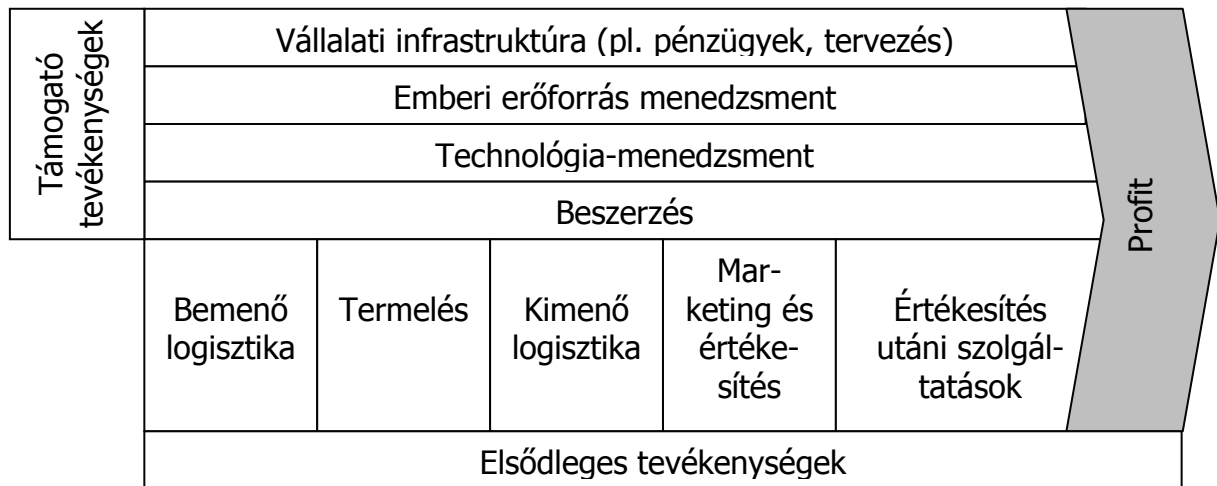 Támogató
tevékenységek
Vállalati infrastruktúra (pl. pénzügyek, tervezés)
Emberi erőforrás menedzsment
Technológia-menedzsment
Beszerzés
Bemenő
logisztika
Termelés
Kimenő
logisztika
Mar-
keting és
értéke-
sítés
Értékesítés
utáni szolgál-
tatások
Profit
Elsődleges tevékenységek